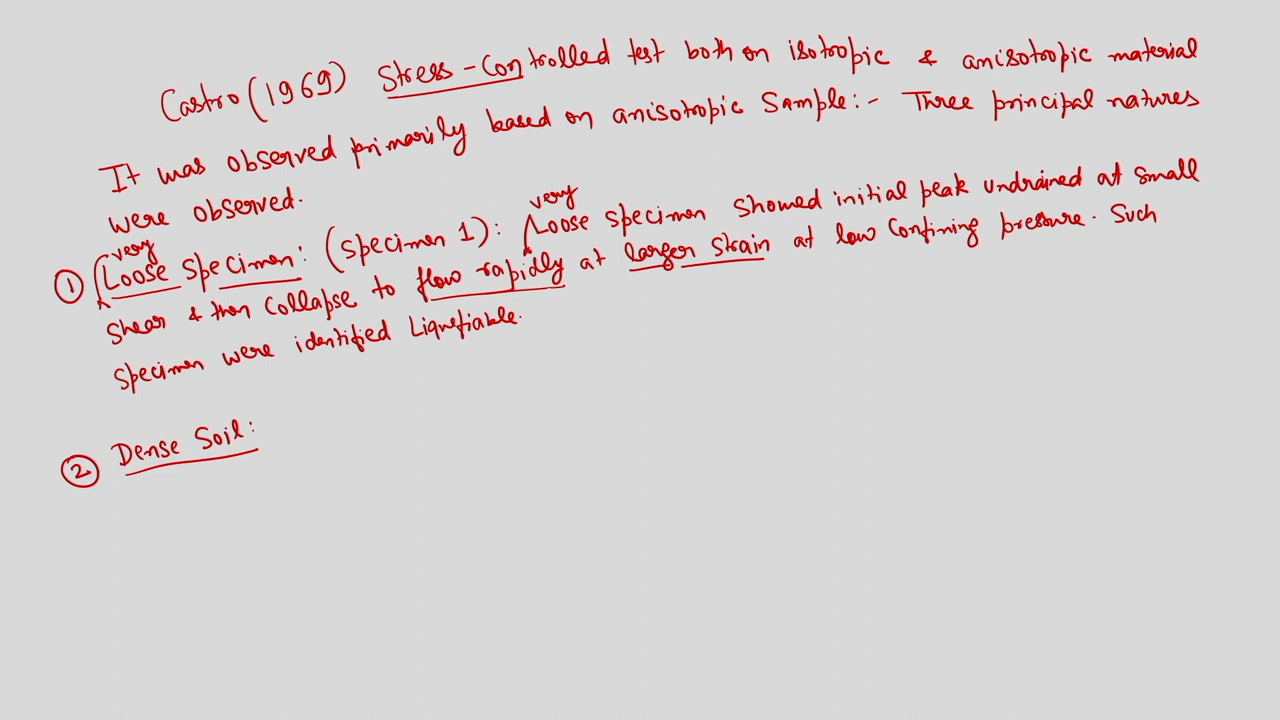 Castro (1969) Stress-Controlled test both on isotropic & anisotropic material
It was observed primarily based on anisotropic Sample:- Three principal natures
were observed.
① very Loose Specimen: (Specimen 1): very Loose specimen showed initial peak undrained at small
Shear & then collapse to flow rapidly at larger strain at low confining pressure. Such
Specimen were identified Liquefiable.
② Dense Soil: